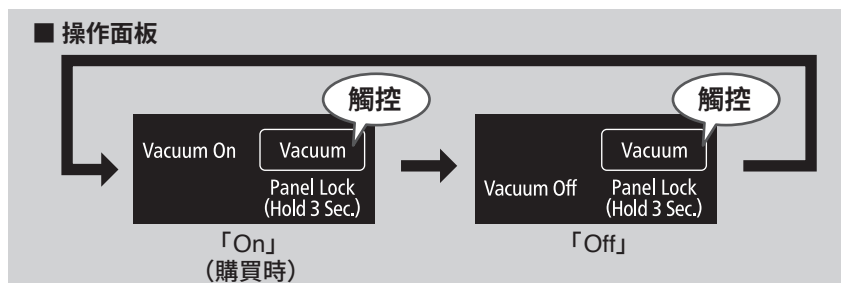 ■ 操作面板
觸控
觸控
Vacuum On
Vacuum
Panel Lock
(Hold 3 Sec.)
Vacuum
Vacuum Off
Panel Lock
(Hold 3 Sec.)
「On」
（購買時）
「Off」